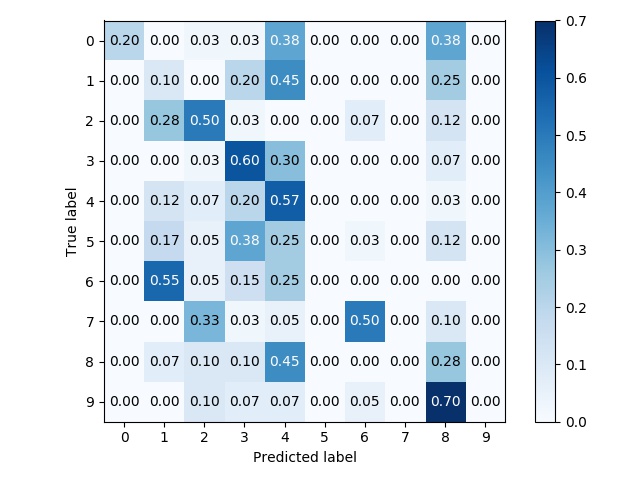 0 0.20 0.00 0.03 0.03 0.38 0.00 0.00 0.00 0.38 0.00
1 0.00 0.10 0.00 0.20 0.45 0.00 0.00 0.00 0.25 0.00
2 0.00 0.28 0.50 0.03 0.00 0.00 0.07 0.00 0.12 0.00
3 0.00 0.00 0.03 0.60 0.30 0.00 0.00 0.00 0.07 0.00
4 0.00 0.12 0.07 0.20 0.57 0.00 0.00 0.00 0.03 0.00
5 0.00 0.17 0.05 0.38 0.25 0.00 0.03 0.00 0.12 0.00
6 0.00 0.55 0.05 0.15 0.25 0.00 0.00 0.00 0.00 0.00
7 0.00 0.00 0.33 0.03 0.05 0.00 0.50 0.00 0.10 0.00
8 0.00 0.07 0.10 0.10 0.45 0.00 0.00 0.00 0.28 0.00
9 0.00 0.00 0.10 0.07 0.07 0.00 0.05 0.00 0.70 0.00
0 1 2 3 4 5 6 7 8 9
Predicted label
True label
0.7
0.6
0.5
0.4
0.3
0.2
0.1
0.0